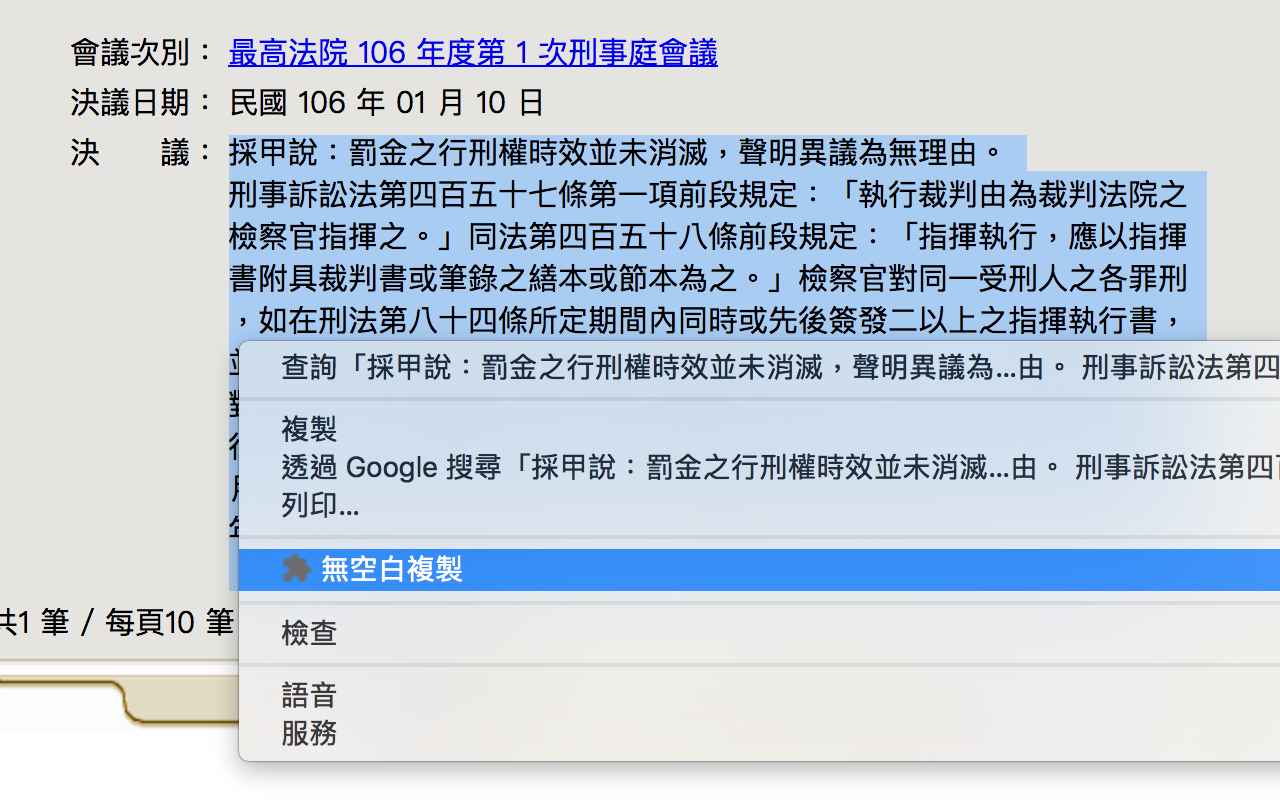 會議次別：最高法院 106 年度第 1 次刑事庭會議
決議日期：民國 106 年 01 月 10 日
決　　議：採甲說：罰金之行刑權時效並未消滅，聲明異議為無理由。
刑事訴訟法第四百五十七條第一項前段規定：「執行裁判由為裁判法院之
檢察官指揮之。」同法第四百五十八條前段規定：「指揮執行，應以指揮
書附具裁判書或筆錄之繕本或節本為之。」檢察官對同一受刑人之各罪刑
，如在刑法第八十四條所定期間內同時或先後簽發二以上之指揮執行書，
查詢「採甲說：罰金之行刑權時效並未消滅，聲明異議為...由。 刑事訴訟法第四
複製
透過 Google 搜尋「採甲說：罰金之行刑權時效並未消滅...由。 刑事訴訟法第四
列印...
無空白複製
共1 筆 / 每頁10 筆
檢查
語音
服務